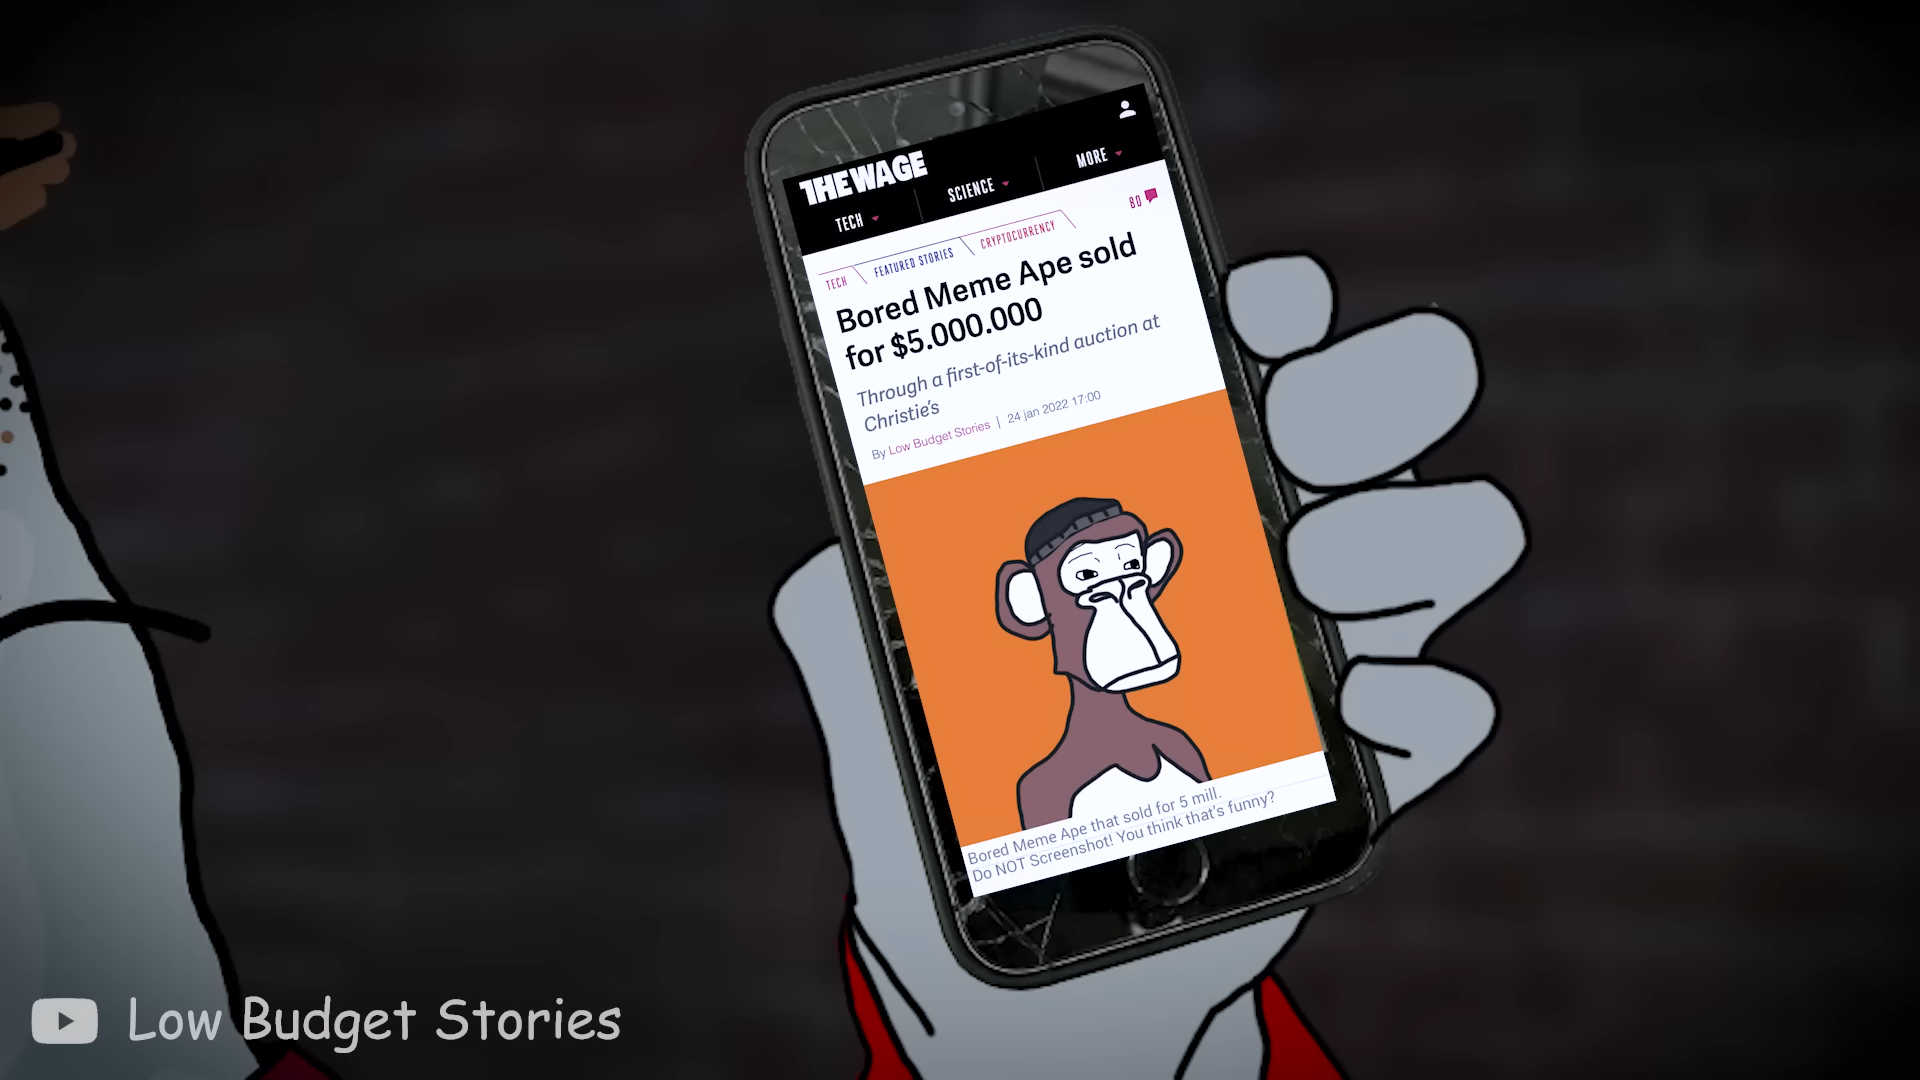 THE WAGE
TECH
SCIENCE
MORE
80
TECH
FEATURED STORIES
CRYPTOCURRENCY
Bored Meme Ape sold
for $5.000.000
Through a first-of-its-kind auction at
Christie's
By Low Budget Stories | 24 jan 2022 17:00
Bored Meme Ape that sold for 5 mill.
Do NOT Screenshot! You think that's funny?
Low Budget Stories